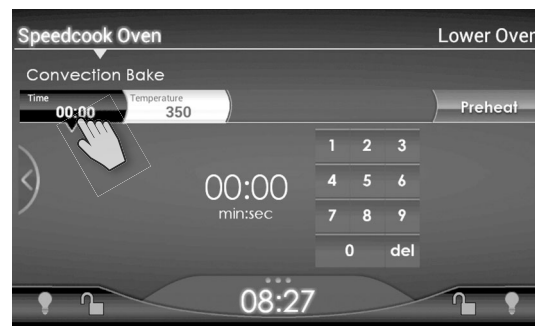 Speedcook Oven Lower Oven
Convection Bake
Time Temperature
00:00 350 Preheat
1 2 3
00:00 4 5 6
min:sec 7 8 9
0 del
08:27